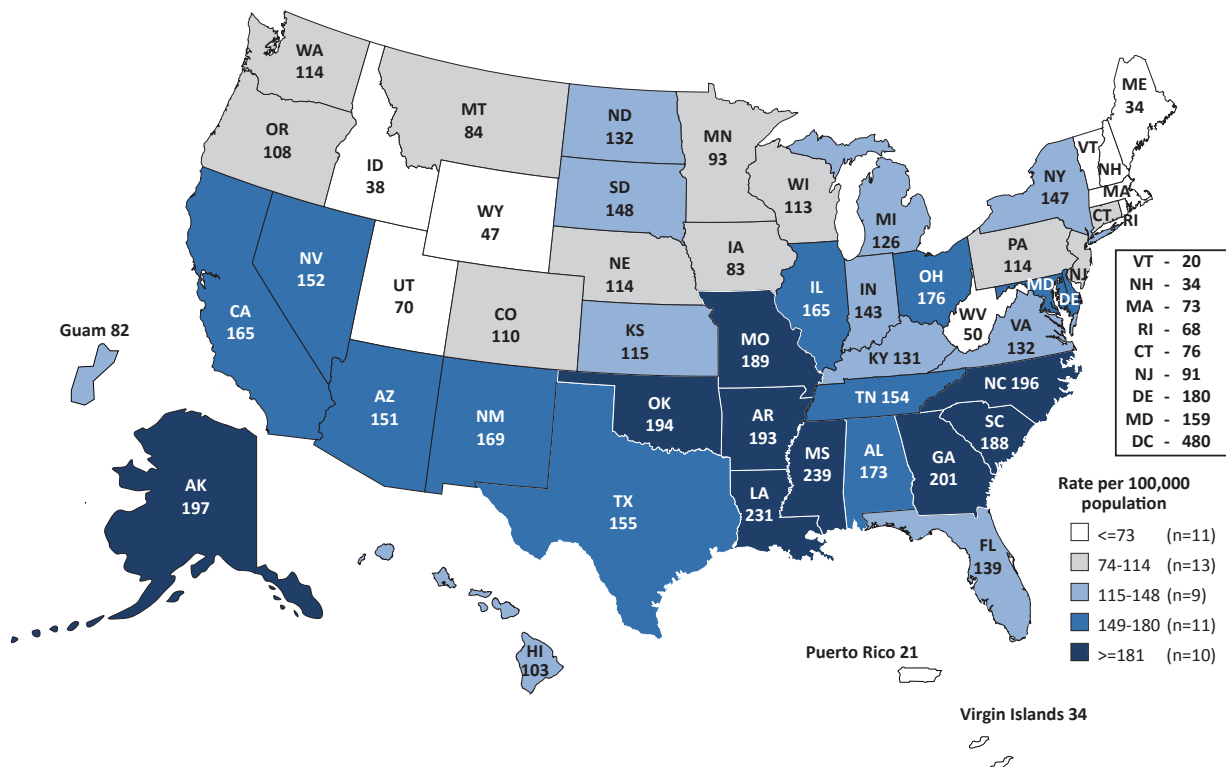 WA
114
OR
108
MT
84
ID
38
WY
47
ND
132
SD
148
MN
93
WI
113
IA
83
NE
114
NV
152
CA
165
UT
70
CO
110
KS
115
AZ
151
NM
169
OK
194
TX
155
MO
189
AR
193
LA
231
MS
239
AL
173
GA
201
FL
139
SC
188
NC 196
TN 154
KY 131
VA
132
WV
50
IL
165
IN
143
OH
176
MI
126
PA
114
NY
147
ME
34
VT
NH
MA
CT.
RI
NJ
MD
DE
VT - 20
NH - 34
MA - 73
RI - 68
CT - 76
NJ - 91
DE - 180
MD - 159
DC - 480
Guam 82
AK
197
HI
103
Puerto Rico 21
Virgin Islands 34
Rate per 100,000
population
<=73 (n=11)
74-114 (n=13)
115-148 (n=9)
149-180 (n=11)
>=181 (n=10)